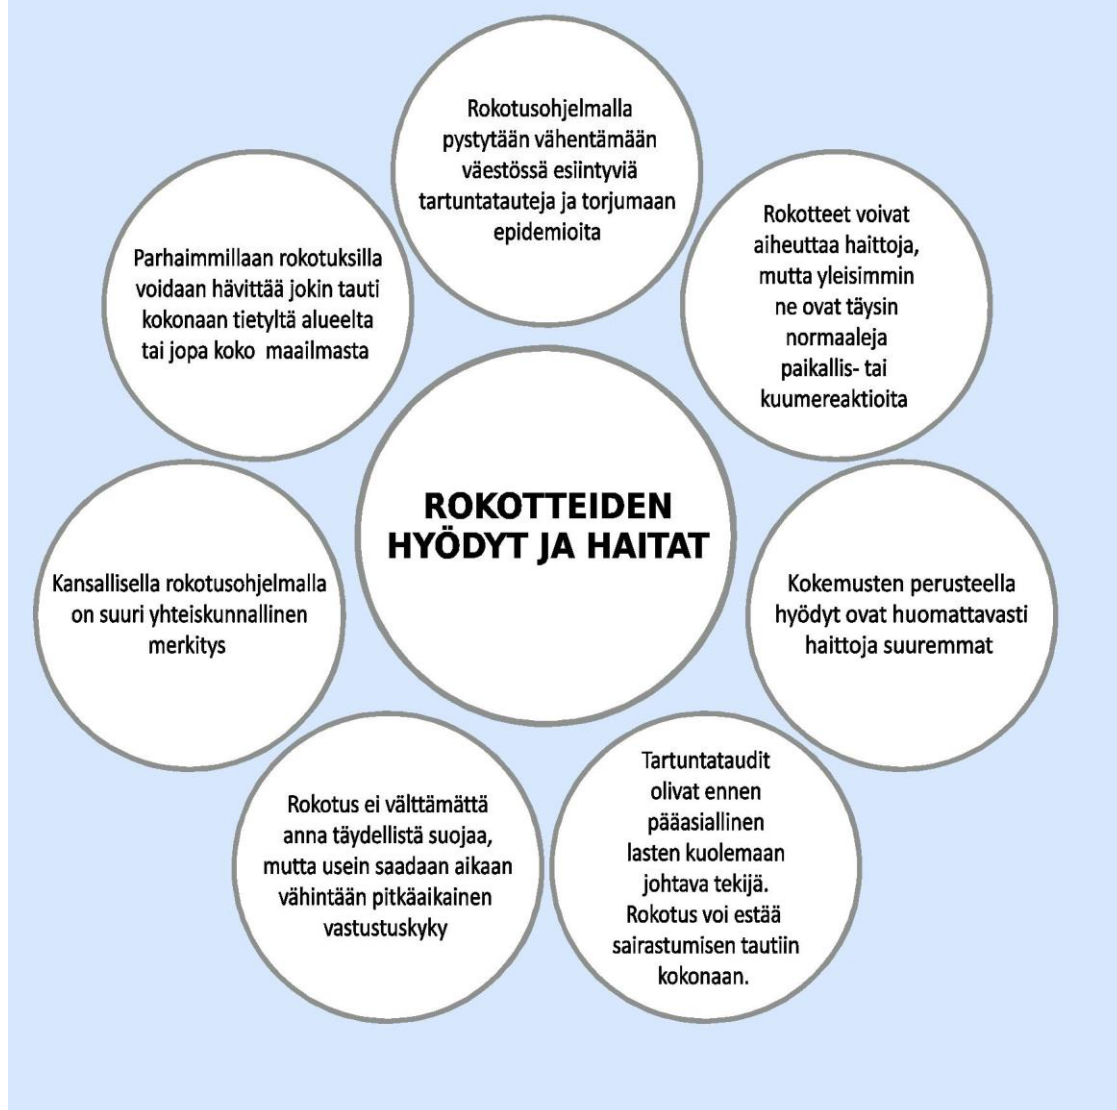 Rokotusohjelmalla
pystytään vähentämään
väestössä esiintyviä
tartuntatauteja ja torjumaan
epidemioita
Rokotteet voivat
aiheuttaa haittoja,
mutta yleisimmin
ne ovat täysin
normaaleja
paikallis- tai
kuumereaktioita
Kokemusten perusteella
hyödyt ovat huomattavasti
haittoja suuremmat
Tartuntataudit
olivat ennen
pääasiallinen
lasten kuolemaan
johtava tekijä.
Rokotus voi estää
sairastumisen tautiin
kokonaan.
Rokotus ei välttämättä
anna täydellistä suojaa,
mutta usein saadaan aikaan
vähintään pitkäaikainen
vastustuskyky
Kansallisella rokotusohjelmalla
on suuri yhteiskunnallinen
merkitys
Parhaimmillaan rokotuksilla
voidaan hävittää jokin tauti
kokonaan tietyltä alueelta
tai jopa koko maailmasta
ROKOTTEIDEN
HYÖDYT JA HAITAT